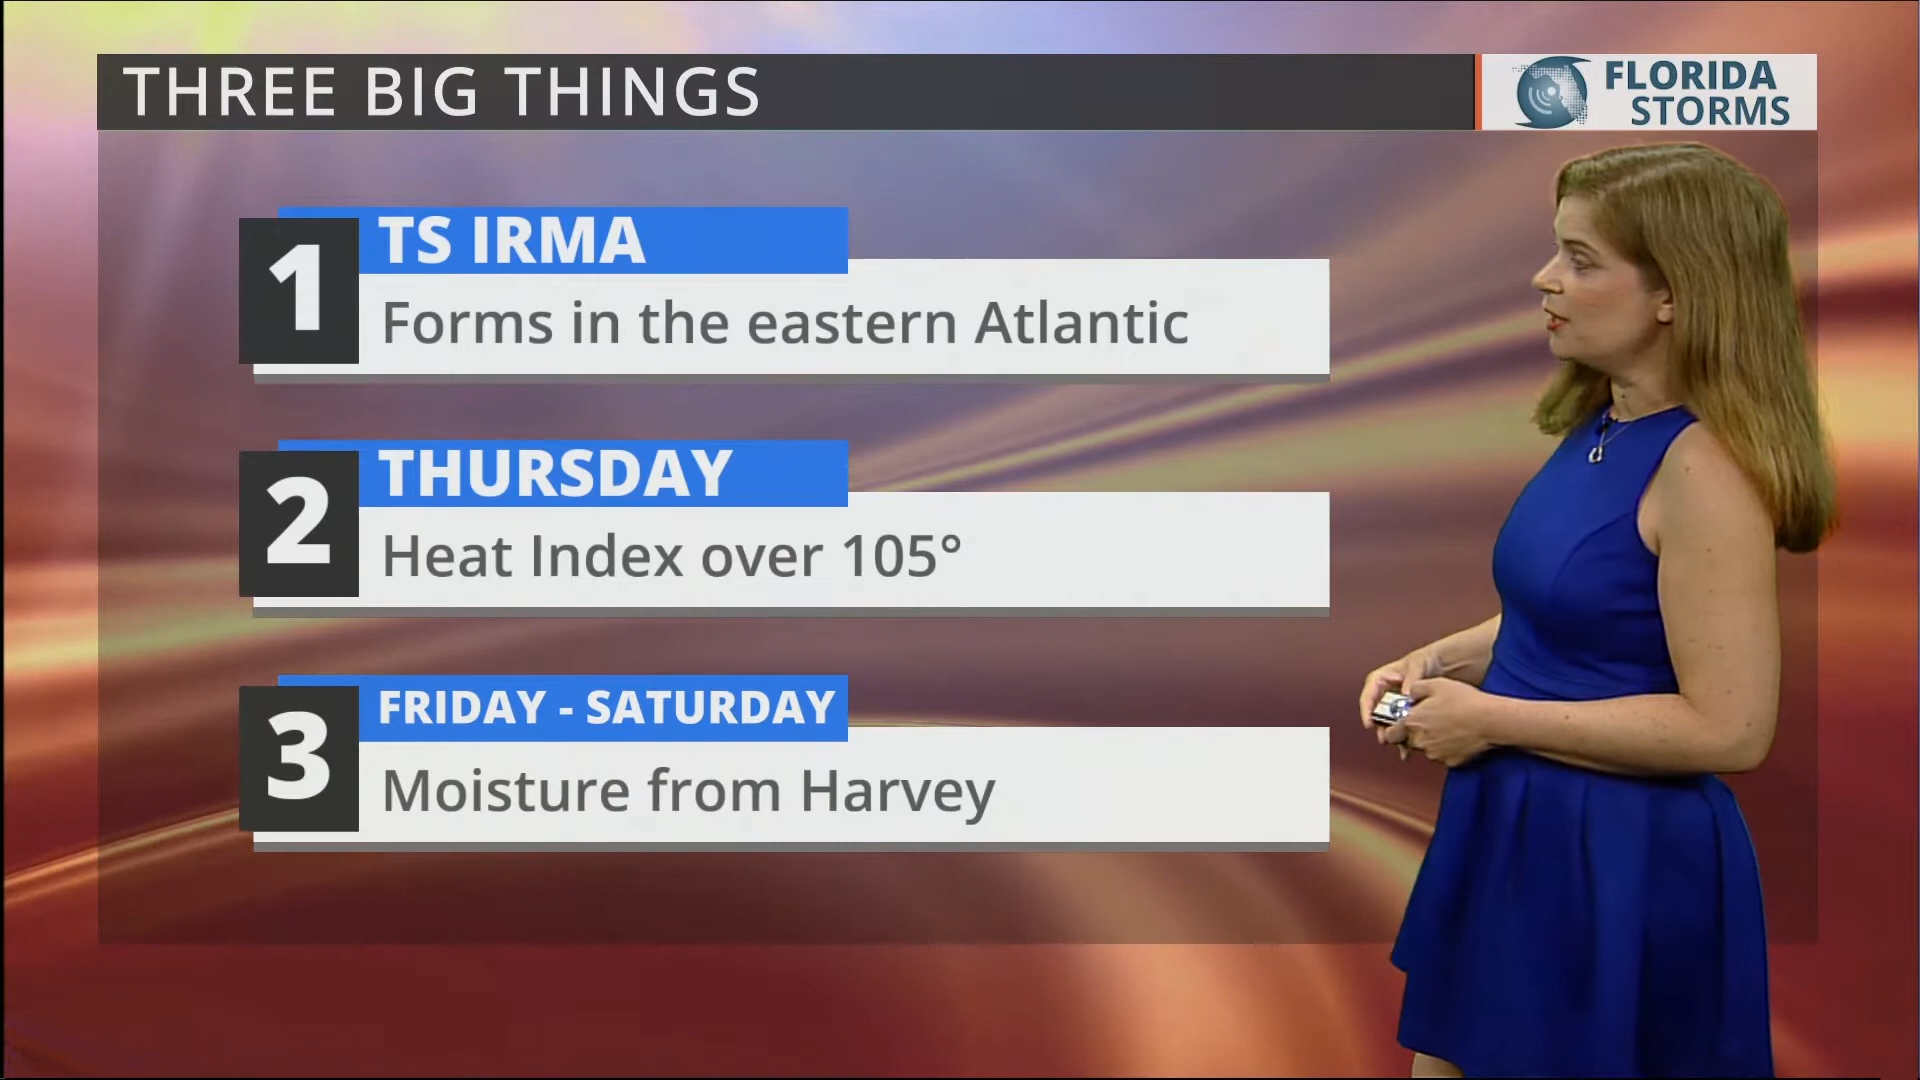 THREE BIG THINGS
FLORIDA
STORMS
1
TS IRMA
Forms in the eastern Atlantic
2
THURSDAY
Heat Index over 105°
3
FRIDAY - SATURDAY
Moisture from Harvey